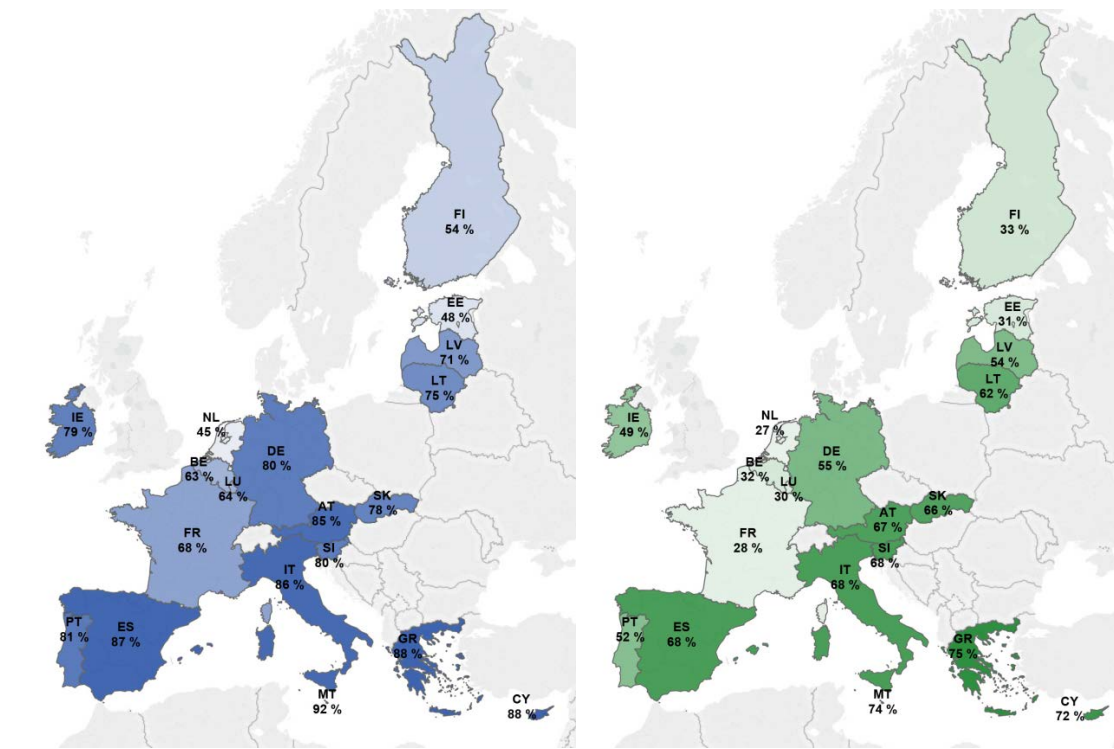 FI
54 %
EE
48 %
LV
71 %
LT
75 %
IE
79 %
NL
45 %
DE
80 %
BE
63 %
LU
64 %
SK
78 %
AT
85 %
FR
68 %
SI
80 %
IT
86 %
PT
81 %
ES
87 %
GR
88 %
MT
92 %
CY
88 %
FI
33 %
EE
31 %
LV
54 %
LT
62 %
IE
49 %
NL
27 %
DE
55 %
BE
32 %
LU
30 %
SK
66 %
AT
67 %
FR
28 %
SI
68 %
IT
68 %
PT
52 %
ES
68 %
GR
75 %
MT
74 %
CY
72 %